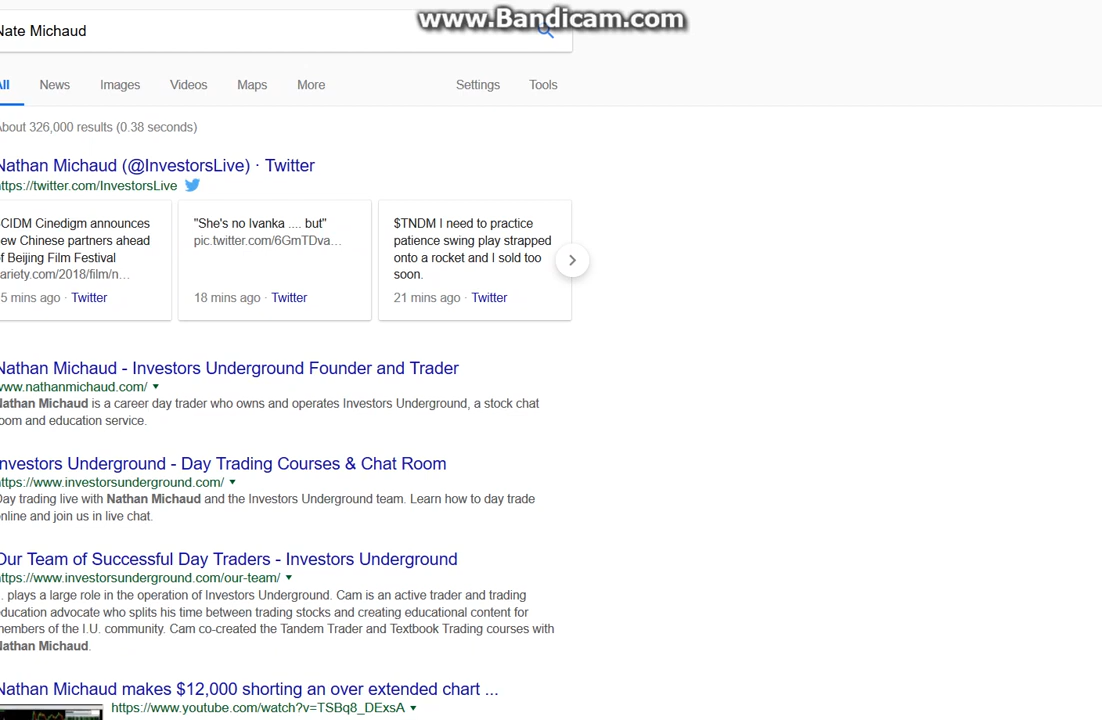 www.Bandicam.com
Nate Michaud
All News Images Videos Maps More Settings Tools
About 326,000 results (0.38 seconds)
Nathan Michaud (@InvestorsLive) · Twitter
https://twitter.com/InvestorsLive
CIDM Cinedigm announces
ew Chinese partners ahead
f Beijing Film Festival
ariety.com/2018/film/n…
5 mins ago · Twitter
"She's no Ivanka .... but"
pic.twitter.com/6GmTDva…
18 mins ago · Twitter
$TNDM I need to practice
patience swing play strapped
onto a rocket and I sold too
soon.
21 mins ago · Twitter
Nathan Michaud - Investors Underground Founder and Trader
www.nathanmichaud.com/
Nathan Michaud is a career day trader who owns and operates Investors Underground, a stock chat
room and education service.
Investors Underground - Day Trading Courses & Chat Room
https://www.investorsunderground.com/
Day trading live with Nathan Michaud and the Investors Underground team. Learn how to day trade
online and join us in live chat.
Our Team of Successful Day Traders - Investors Underground
https://www.investorsunderground.com/our-team/
. plays a large role in the operation of Investors Underground. Cam is an active trader and trading
education advocate who splits his time between trading stocks and creating educational content for
members of the I.U. community. Cam co-created the Tandem Trader and Textbook Trading courses with
Nathan Michaud.
Nathan Michaud makes $12,000 shorting an over extended chart ...
https://www.youtube.com/watch?v=TSBq8_DExsA